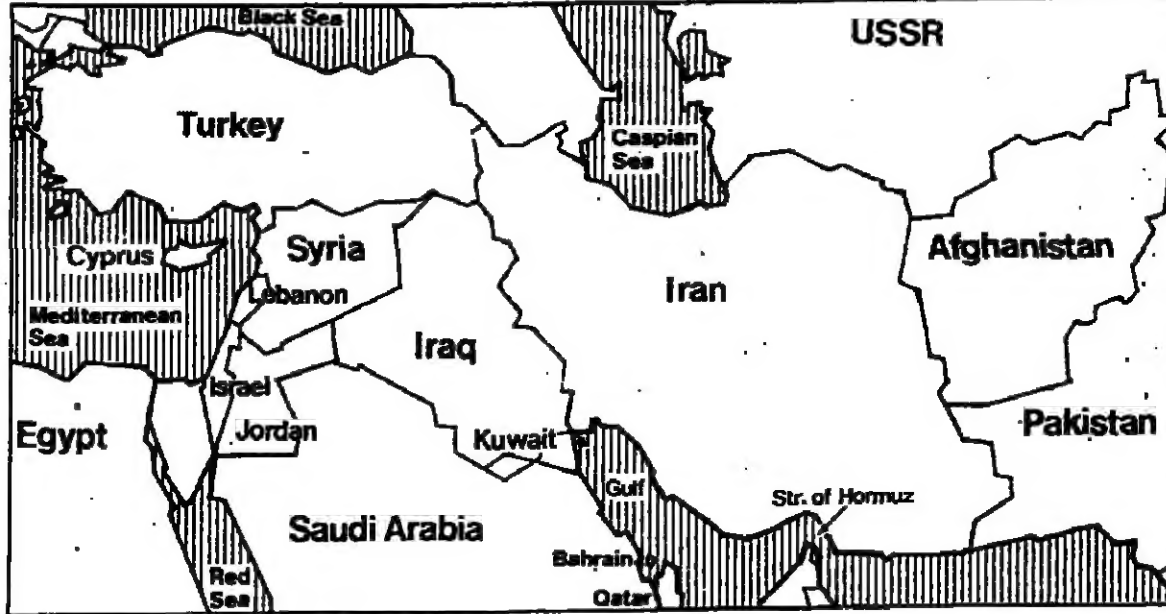 Black Sea
USSR
Turkey
Caspian
Sea
Cyprus
Syria
Afghanistan
Lebanon
Iran
Mediterranean
Sea
Iraq
Israel
Egypt
Jordan
Kuwait
Pakistan
Gulf
Str. of Hormuz
Saudi Arabia
Bahrain
Red
Sea
Qatar